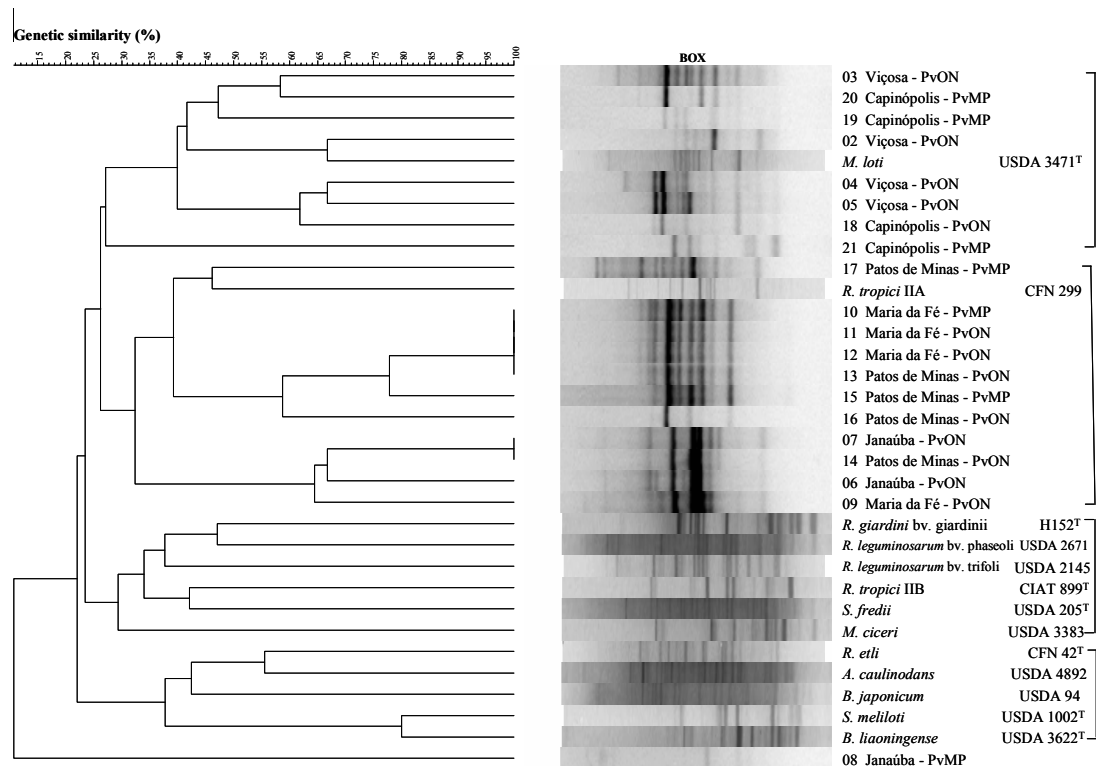 Genetic similarity (%)
15 20 25 30 35 40 45 50 55 60 65 70 75 80 85 90 95 100
BOX
03 Viçosa - PvON
20 Capinópolis - PvMP
19 Capinópolis - PvMP
02 Viçosa - PvON
M. loti USDA 3471ᵀ
04 Viçosa - PvON
05 Viçosa - PvON
18 Capinópolis - PvON
21 Capinópolis - PvMP
17 Patos de Minas - PvMP
R. tropici IIA CFN 299
10 Maria da Fé - PvMP
11 Maria da Fé - PvON
12 Maria da Fé - PvON
13 Patos de Minas - PvON
15 Patos de Minas - PvMP
16 Patos de Minas - PvON
07 Janaúba - PvON
14 Patos de Minas - PvON
06 Janaúba - PvON
09 Maria da Fé - PvON
R. giardini bv. giardinii H152ᵀ
R. leguminosarum bv. phaseoli USDA 2671
R. leguminosarum bv. trifoli USDA 2145
R. tropici IIB CIAT 899ᵀ
S. fredii USDA 205ᵀ
M. ciceri USDA 3383
R. etli CFN 42ᵀ
A. caulinodans USDA 4892
B. japonicum USDA 94
S. meliloti USDA 1002ᵀ
B. liaoningense USDA 3622ᵀ
08 Janaúba - PvMP